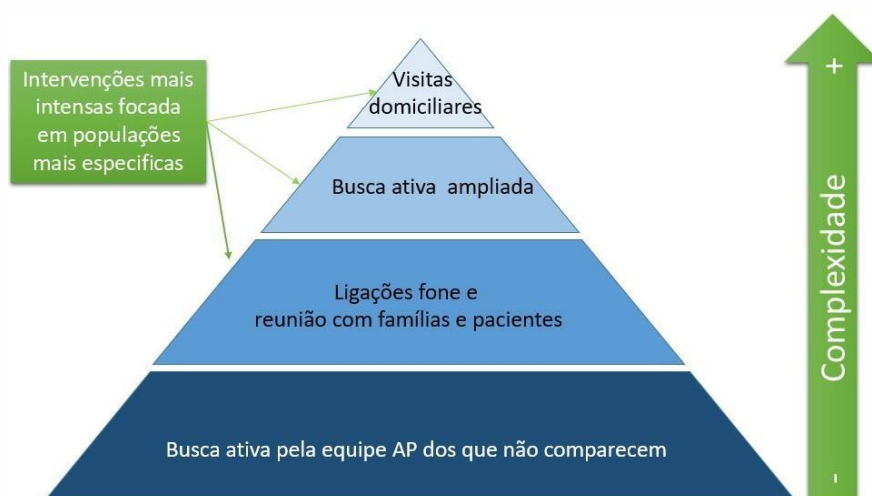 Intervenções mais
intensas focada
em populações
mais especificas
Visitas
domiciliares
Busca ativa ampliada
Ligações fone e
reunião com famílias e pacientes
Busca ativa pela equipe AP dos que não comparecem
+
Complexidade
-